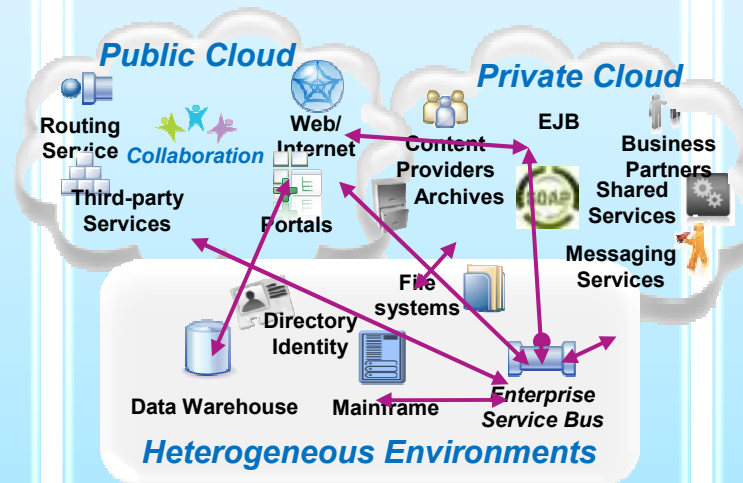 Public Cloud
Private Cloud
Routing
Service
Collaboration
Web/
Internet
Third-party
Services
Portals
Content
Providers
Archives
EJB
SOAP
Business
Partners
Shared
Services
Messaging
Services
File
systems
Directory
Identity
Data Warehouse
Mainframe
Enterprise
Service Bus
Heterogeneous Environments